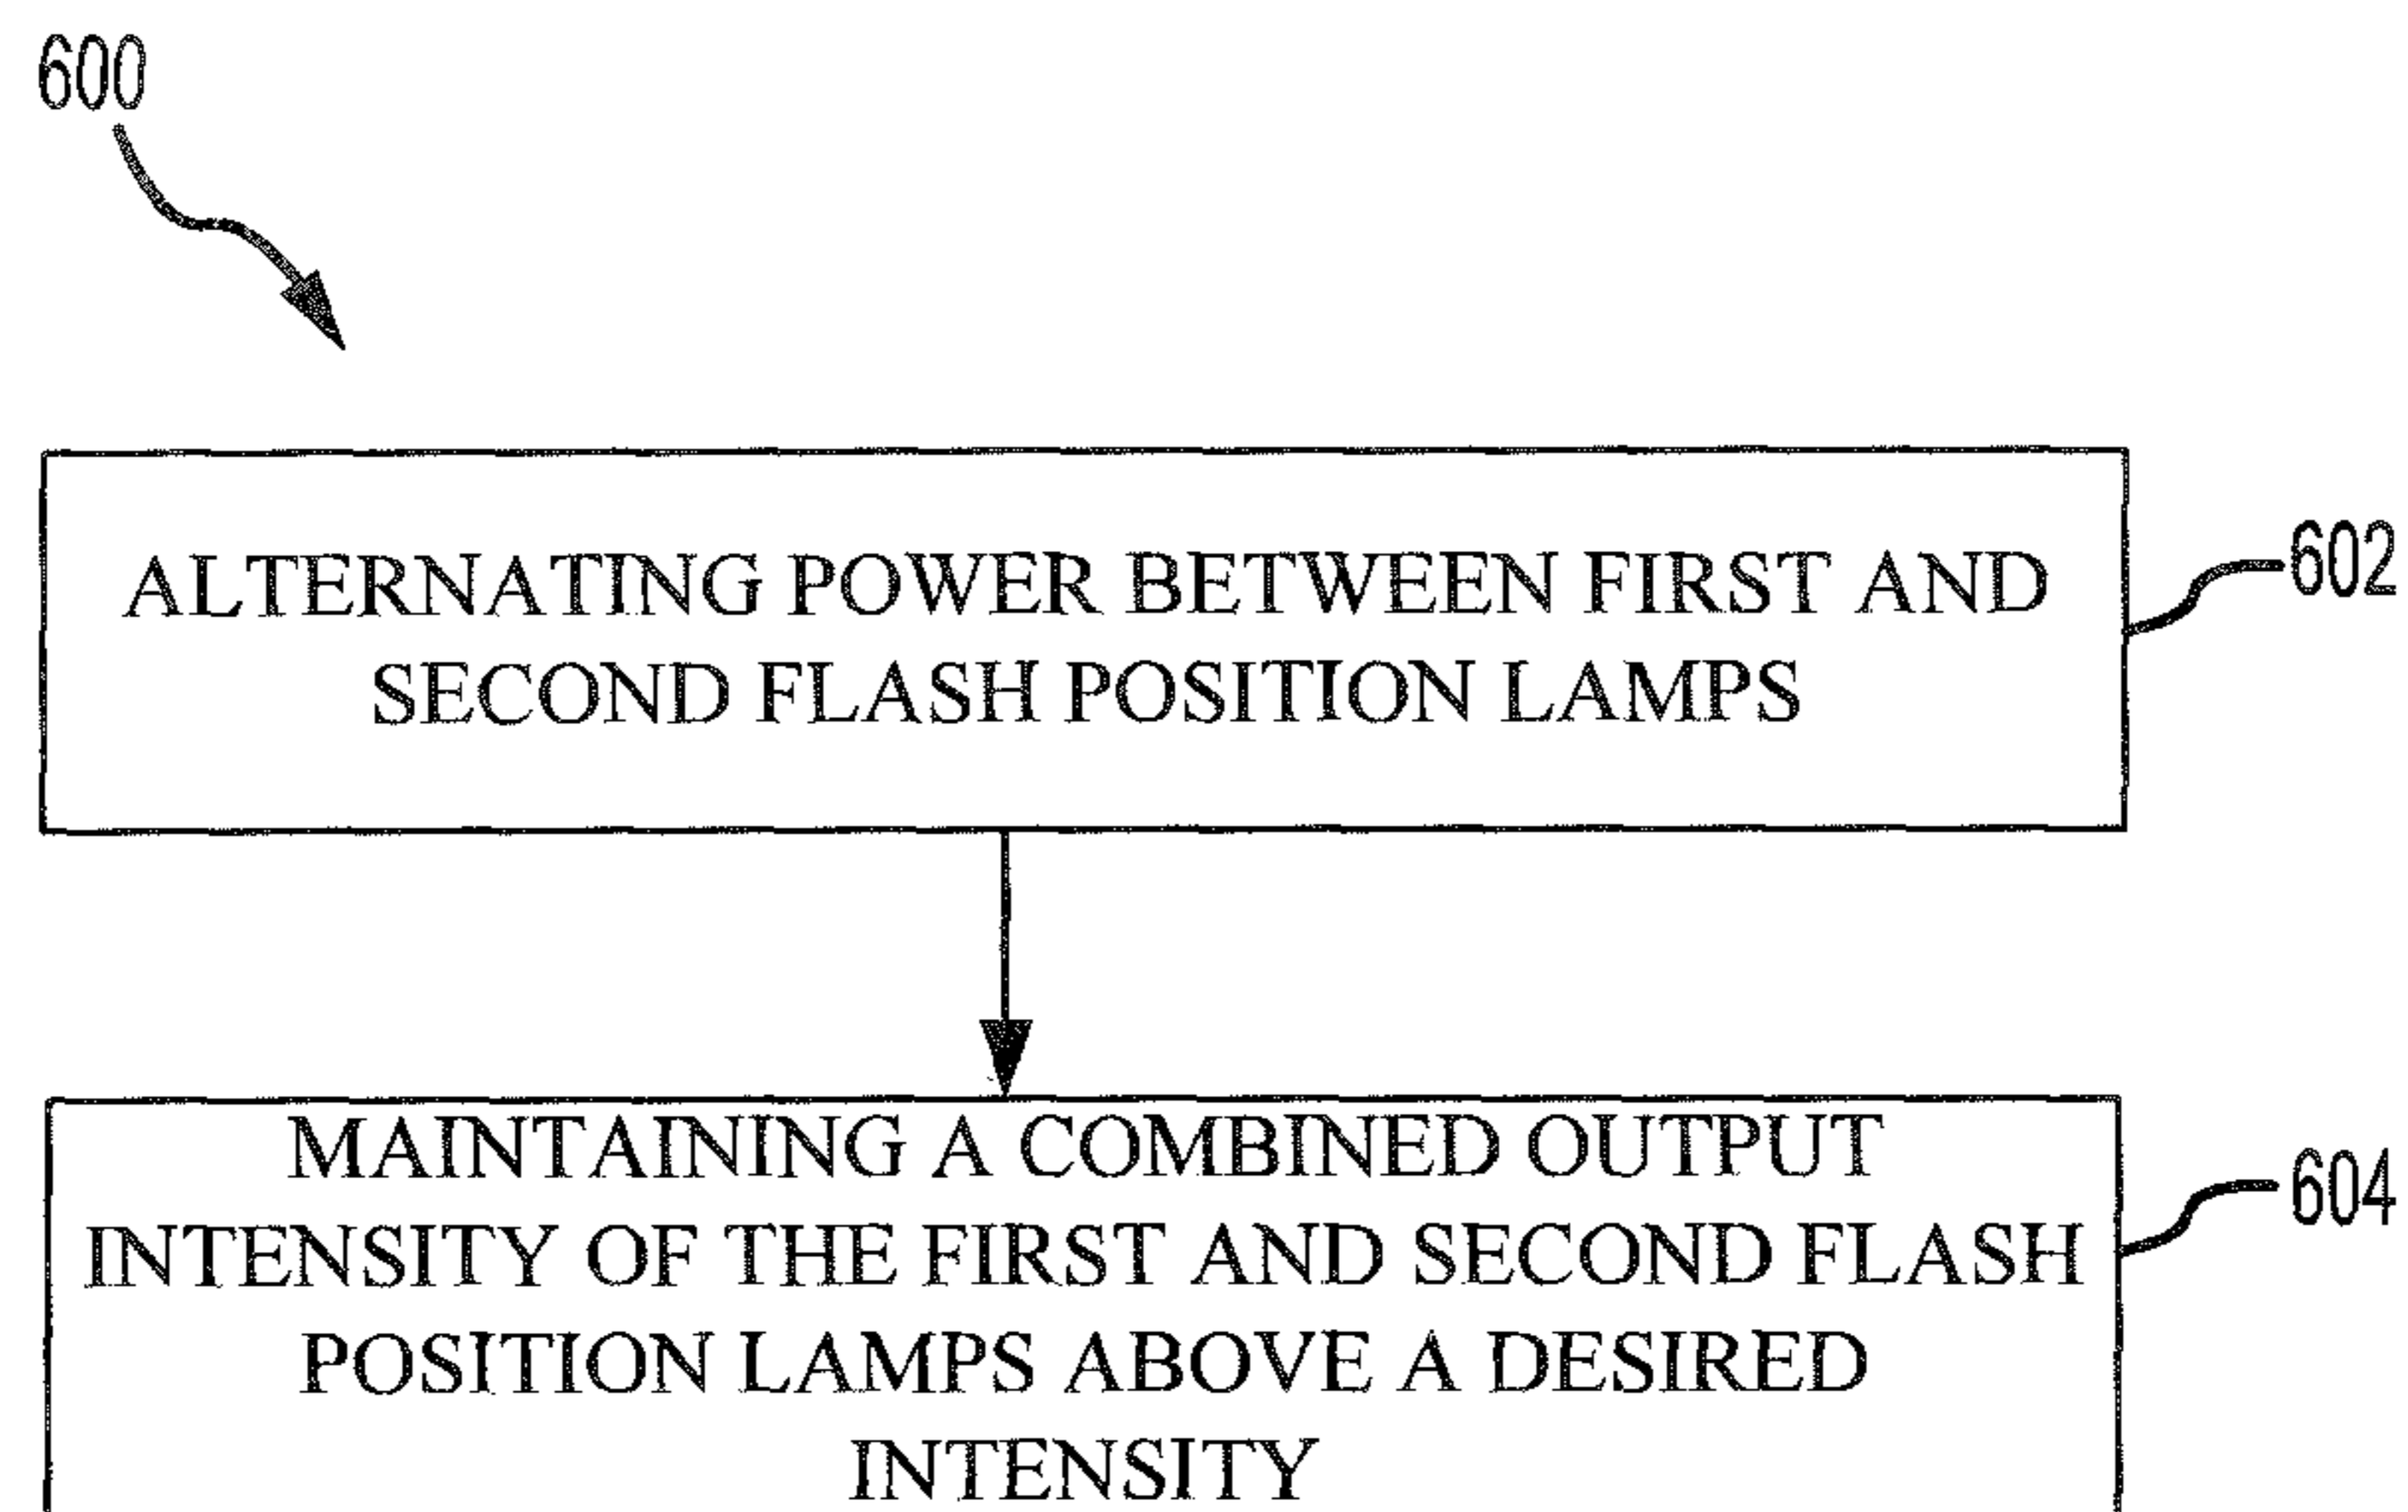 600
ALTERNATING POWER BETWEEN FIRST AND
SECOND FLASH POSITION LAMPS
602
MAINTAINING A COMBINED OUTPUT
INTENSITY OF THE FIRST AND SECOND FLASH
POSITION LAMPS ABOVE A DESIRED
INTENSITY
604